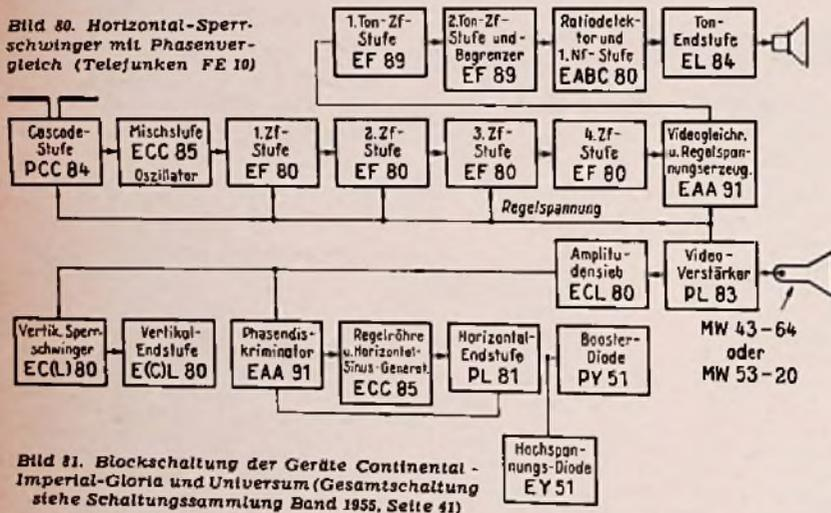 Bild 80. Horizontal-Sperr-
schwinger mit Phasenver-
gleich (Telefunken FE 10)
1. Ton-Zf-
Stufe
EF 89
2. Ton-Zf-
Stufe und-
Begrenzer
EF 89
Ratiodetek-
tor und
1. Nf-Stufe
EABC 80
Ton-
Endstufe
EL 84
Cascode-
Stufe
PCC 84
Mischstufe
ECC 85
Oszillator
1. Zf-
Stufe
EF 80
2. Zf-
Stufe
EF 80
3. Zf-
Stufe
EF 80
4. Zf-
Stufe
EF 80
Videogleichr.
u. Regelspan-
nungserzeug.
EAA 91
Regelspannung
Amplitu-
densieb
ECL 80
Video-
Verstärker
PL 83
MW 43-64
oder
MW 53-20
Vertik. Sperr-
schwinger
EC(L) 80
Vertikal-
Endstufe
E(C)L 80
Phasendis-
kriminator
EAA 91
Regelröhre
u. Horizontal-
Sinus-Generat.
ECC 85
Horizontal-
Endstufe
PL 81
Booster-
Diode
PY 51
Hochspan-
nungs-Diode
EY 51
Bild 81. Blockschaltung der Geräte Continental -
Imperial-Gloria und Universum (Gesamtschaltung
siehe Schaltungssammlung Band 1955, Seite 41)